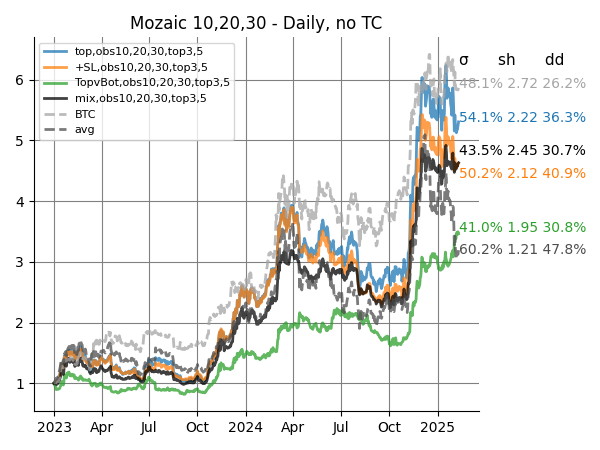 Mozaic 10,20,30 - Daily, no TC
top,obs10,20,30,top3,5
+SL,obs10,20,30,top3,5
TopvBot,obs10,20,30,top3,5
mix,obs10,20,30,top3,5
BTC
avg
σ sh dd
48.1% 2.72 26.2%
54.1% 2.22 36.3%
43.5% 2.45 30.7%
50.2% 2.12 40.9%
41.0% 1.95 30.8%
60.2% 1.21 47.8%
6
5
4
3
2
1
2023 Apr Jul Oct 2024 Apr Jul Oct 2025